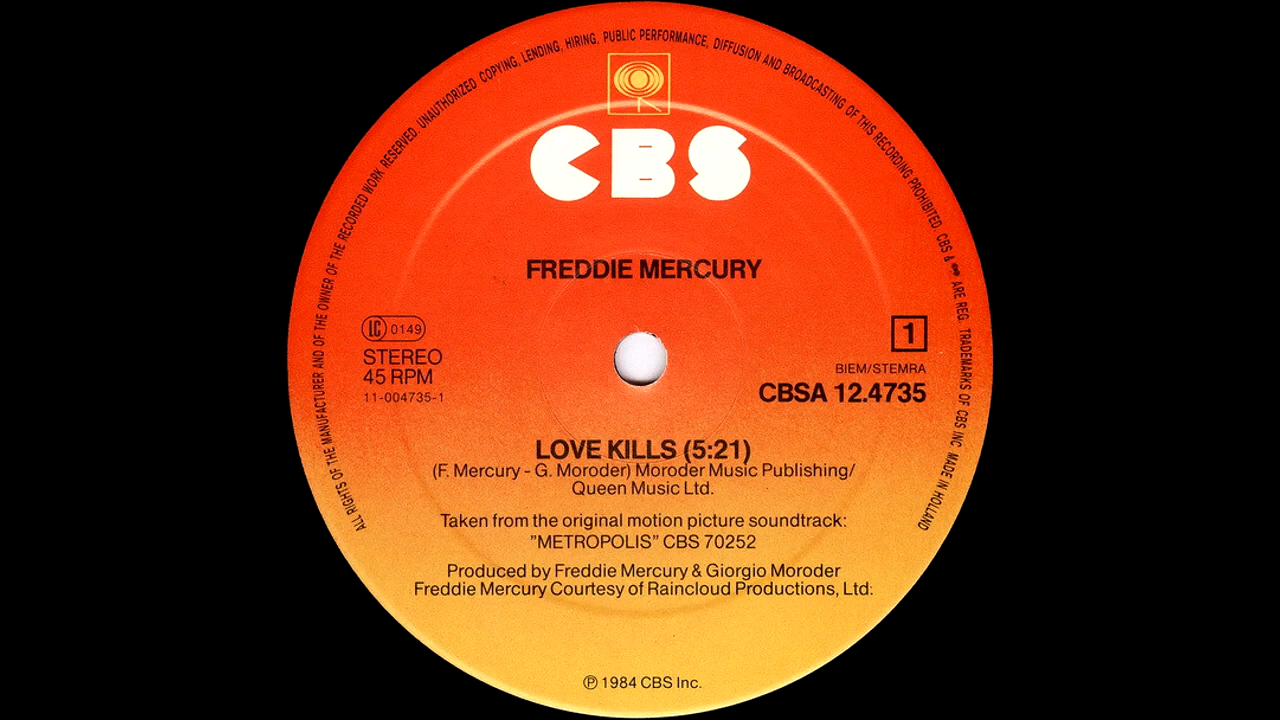 ALL RIGHTS OF THE MANUFACTURER AND OF THE OWNER OF THE RECORDED WORK RESERVED. UNAUTHORIZED COPYING, LENDING, HIRING, PUBLIC PERFORMANCE, DIFFUSION AND BROADCASTING OF THIS RECORDING PROHIBITED. CBS & ARE REG. TRADEMARKS OF CBS INC. MADE IN HOLLAND
CBS
FREDDIE MERCURY
LC 0149
STEREO
45 RPM
11-004735-1
1
BIEM/STEMRA
CBSA 12.4735
LOVE KILLS (5:21)
(F. Mercury - G. Moroder) Moroder Music Publishing/
Queen Music Ltd.
Taken from the original motion picture soundtrack:
"METROPOLIS" CBS 70252
Produced by Freddie Mercury & Giorgio Moroder
Freddie Mercury Courtesy of Raincloud Productions, Ltd:
℗ 1984 CBS Inc.